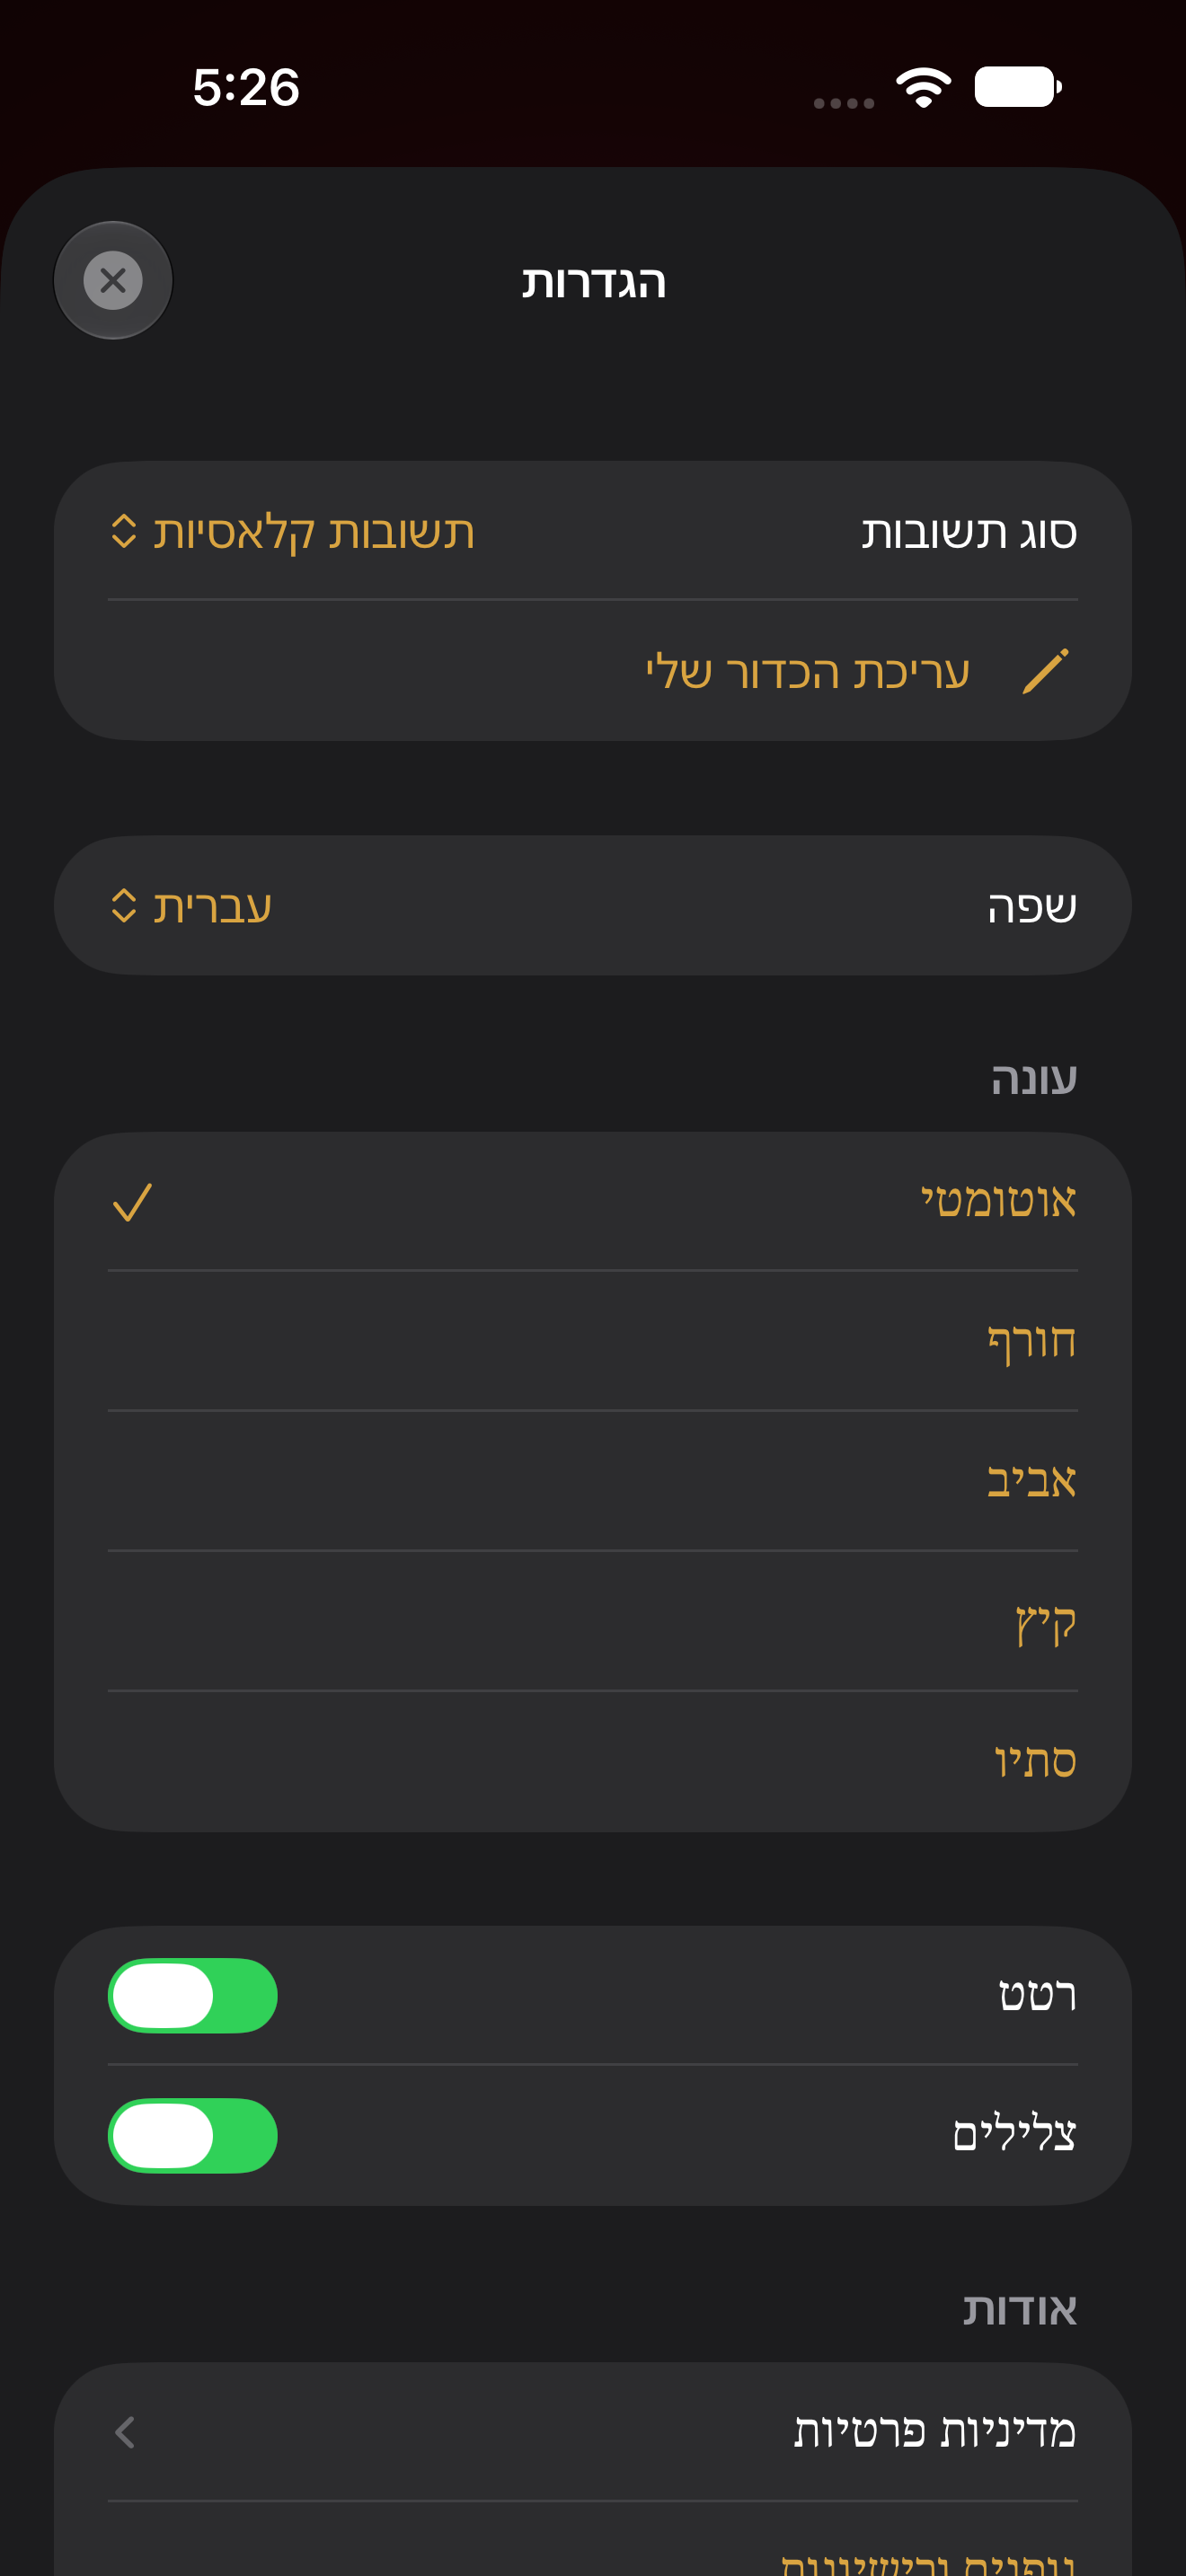 5:26
הגדרות
סוג תשובות
תשובות קלאסיות
עריכת הכדור שלי
שפה
עברית
עונה
אוטומטי
חורף
אביב
קיץ
סתיו
רטט
צלילים
אודות
מדיניות פרטיות